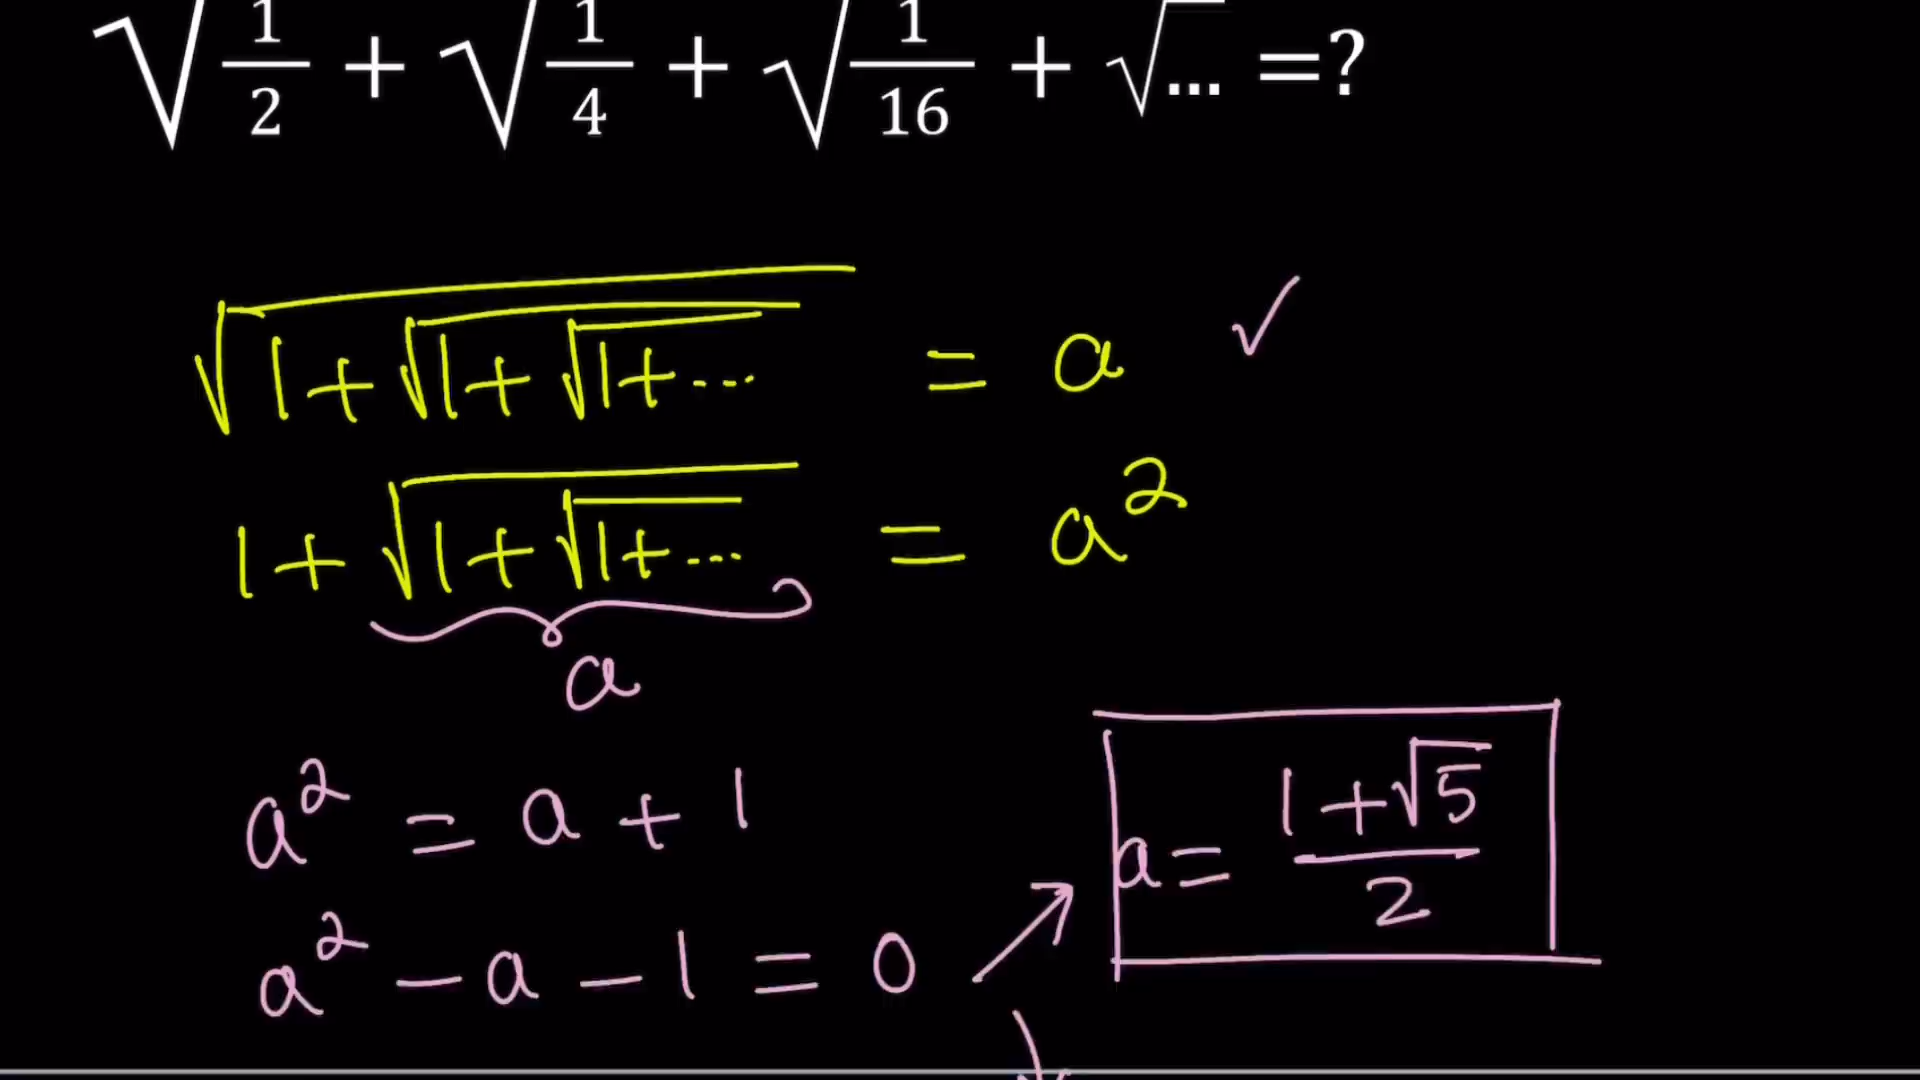 √1/2 + √1/4 + √1/16 + √... =?
√1+√1+√1+... = a ✓
1+√1+√1+... = a²
a
a² = a + 1
a = 1+√5/2
a² − a − 1 = 0